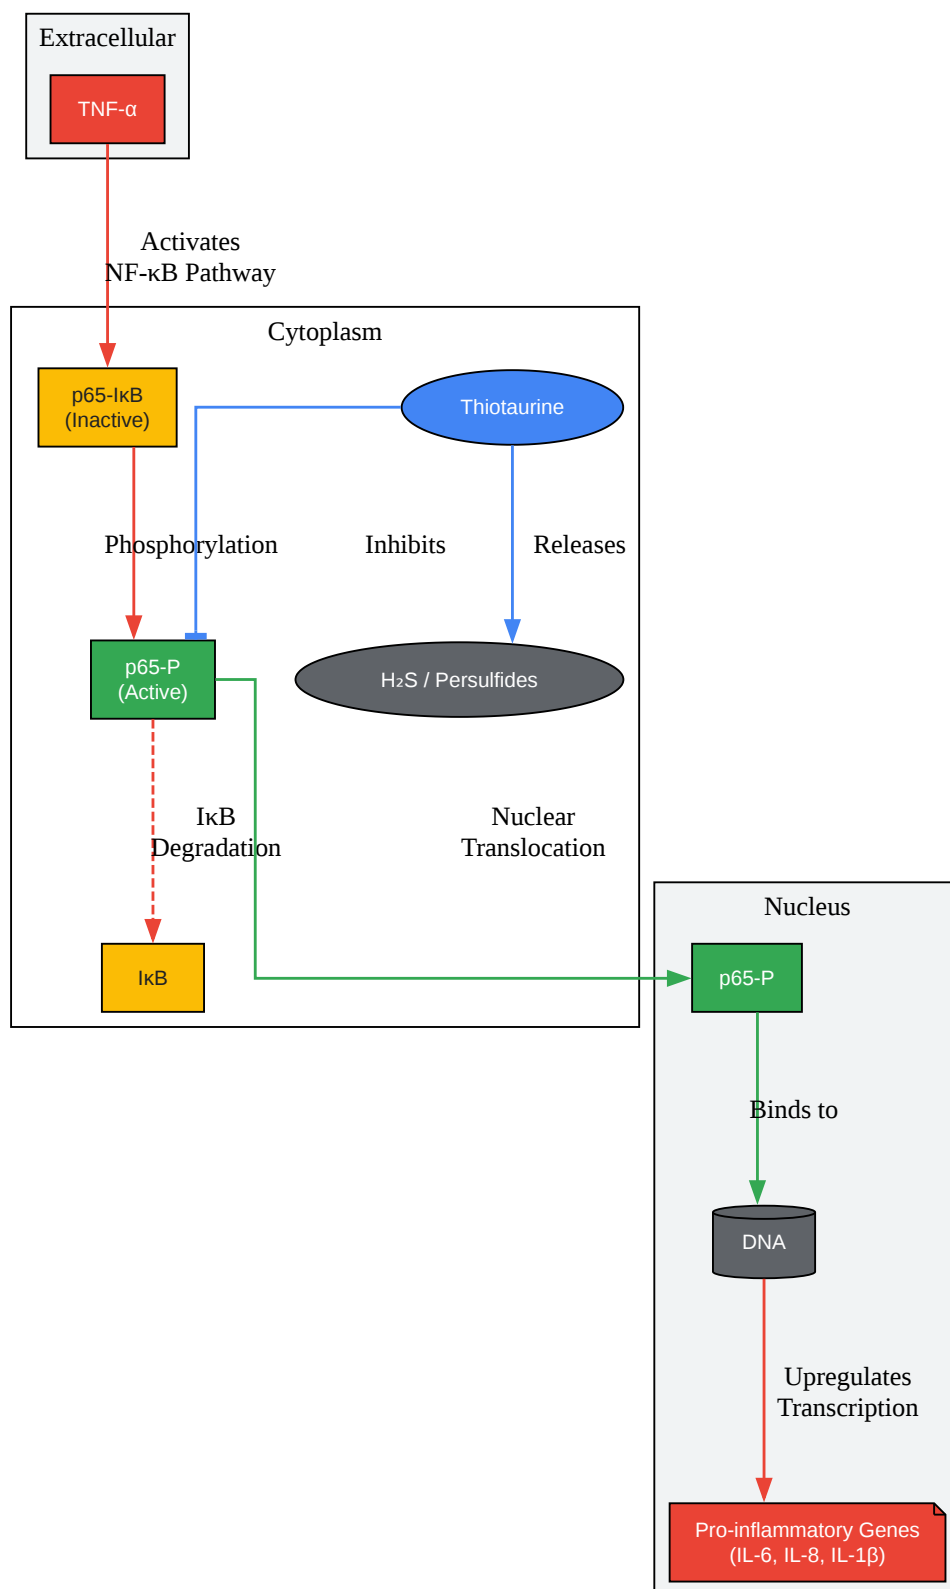 Extracellular
TNF-α
Activates
NF-κB Pathway
Cytoplasm
p65-IκB
(Inactive)
Thiotaurine
Phosphorylation
Inhibits
Releases
p65-P
(Active)
H₂S / Persulfides
IκB
Degradation
Nuclear
Translocation
Nucleus
IκB
p65-P
Binds to
DNA
Upregulates
Transcription
Pro-inflammatory Genes
(IL-6, IL-8, IL-1β)